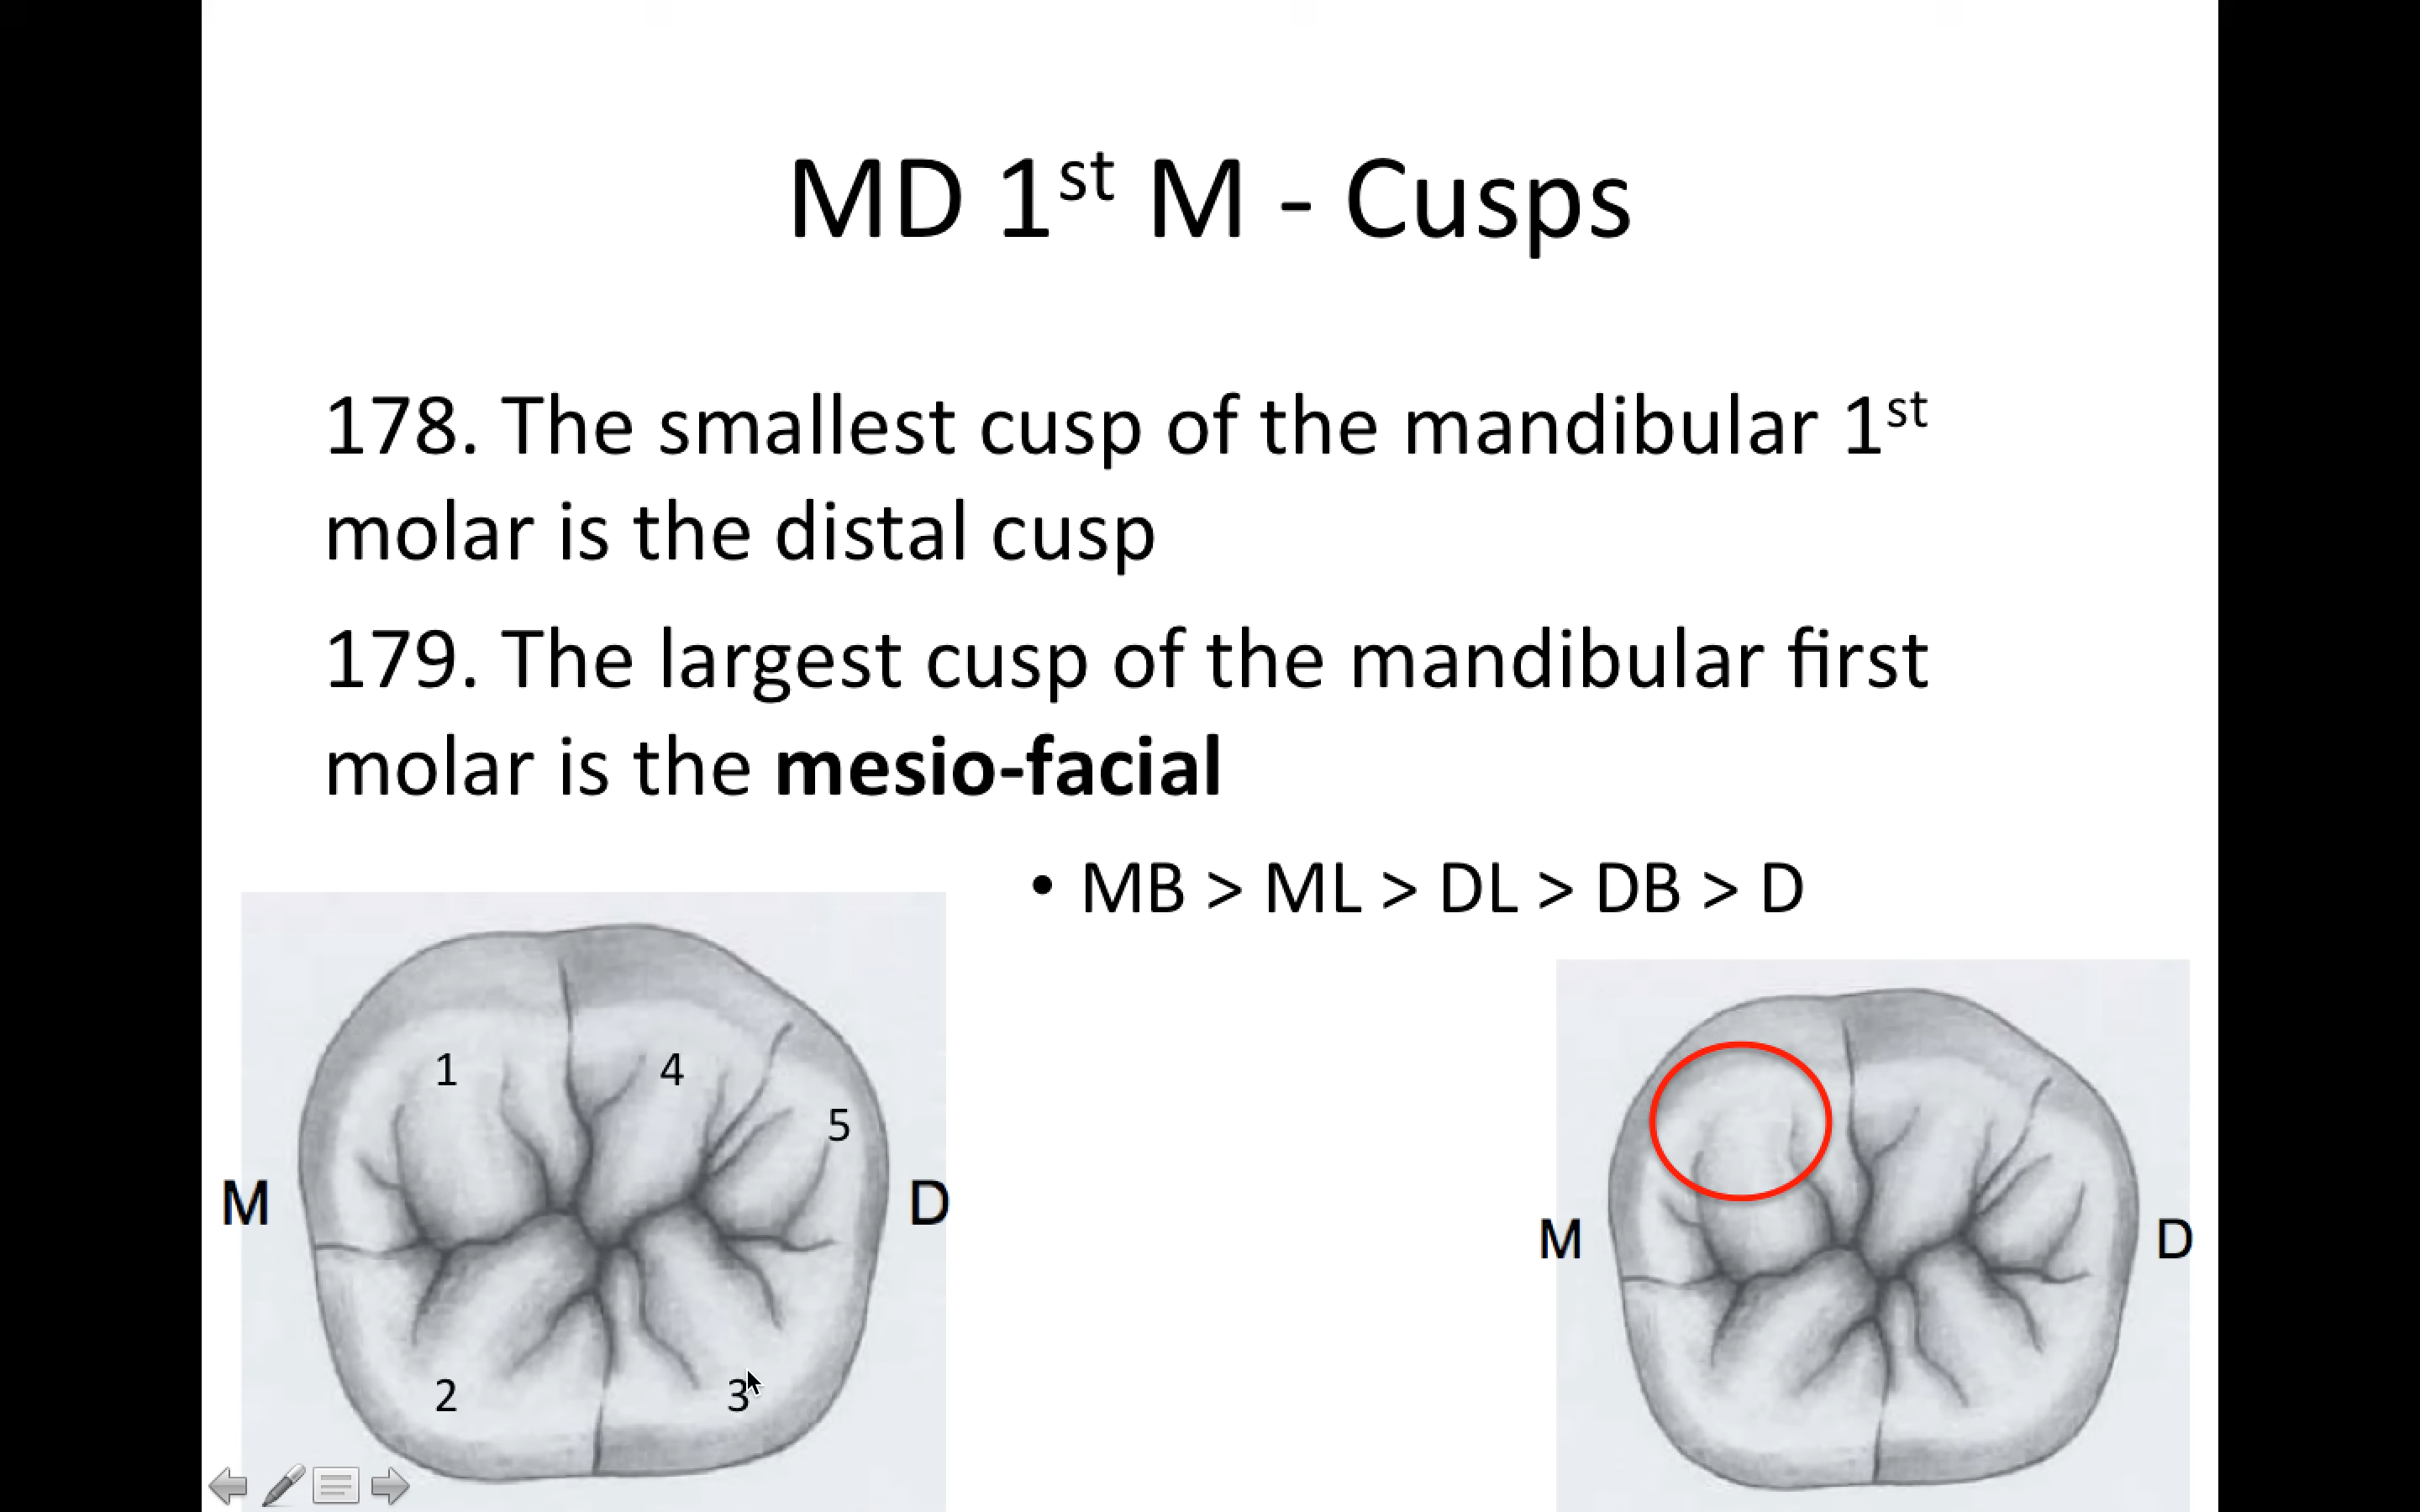 MD 1st M - Cusps
178. The smallest cusp of the mandibular 1st
molar is the distal cusp
179. The largest cusp of the mandibular first
molar is the mesio-facial
• MB > ML > DL > DB > D
1
4
5
M
D
2
3
M
D